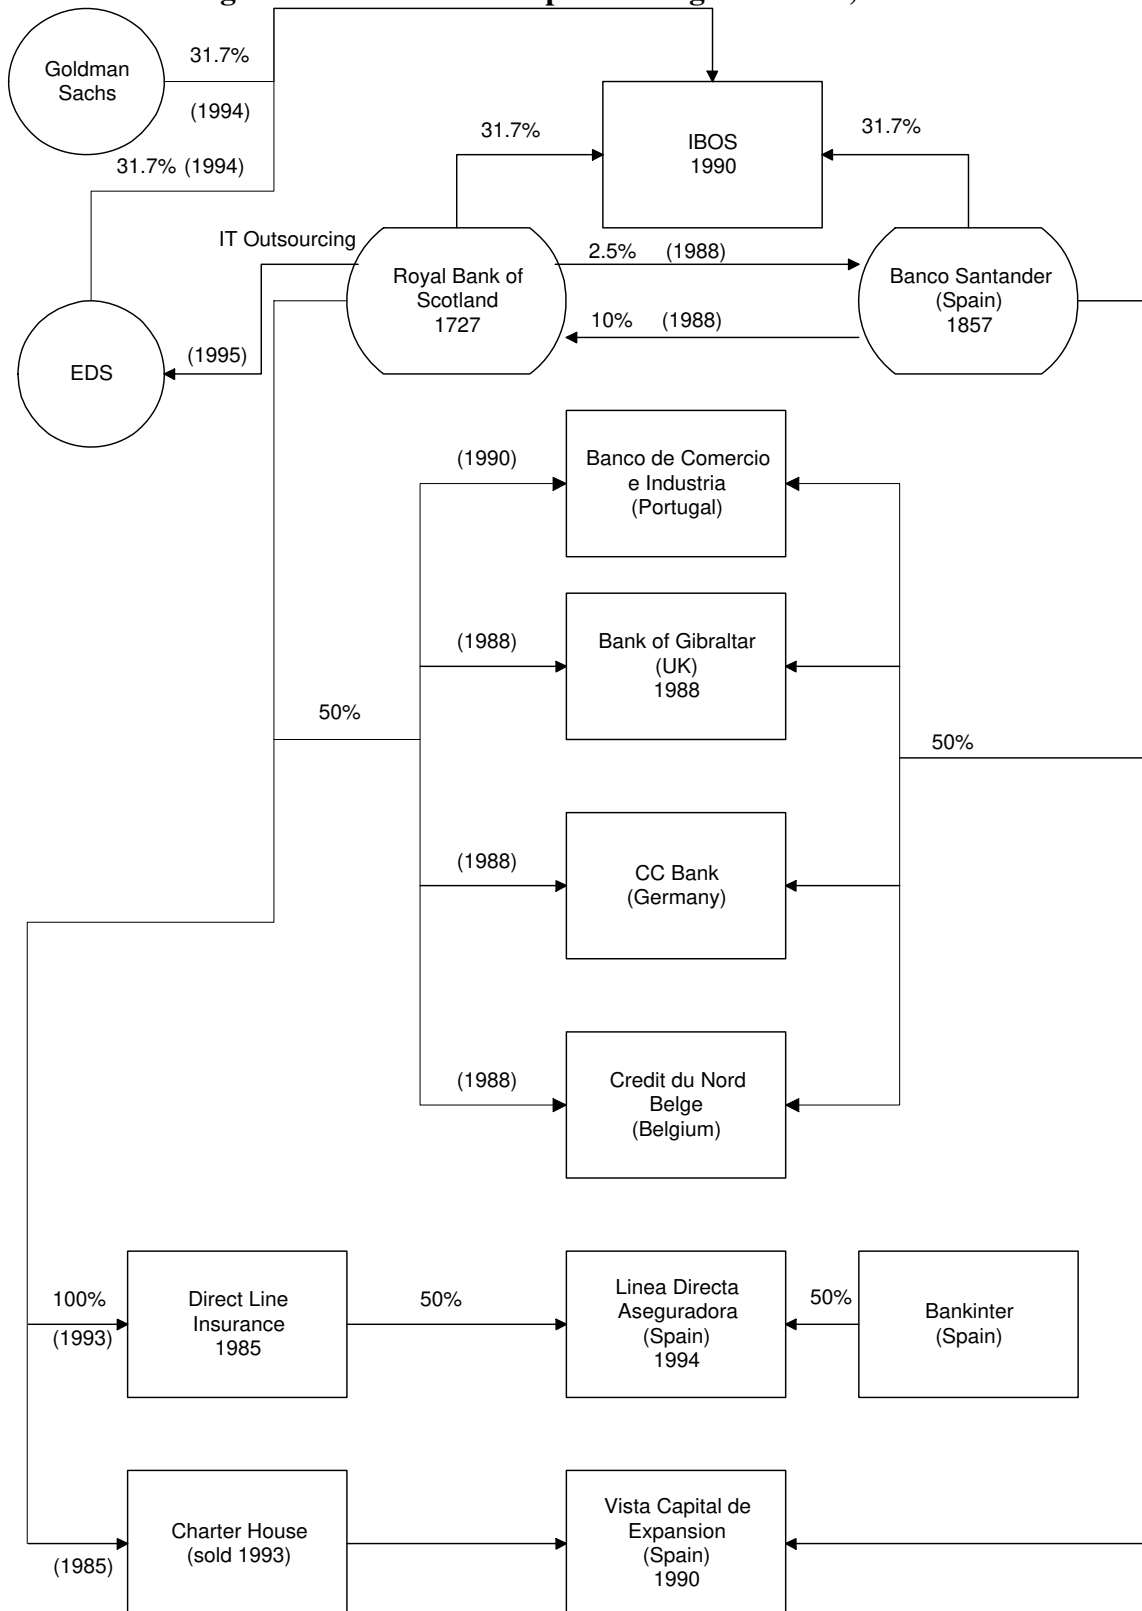 Goldman
Sachs
31.7%
(1994)
31.7% (1994)
31.7%
IBOS
1990
31.7%
IT Outsourcing
Royal Bank of
Scotland
1727
2.5% (1988)
10% (1988)
Banco Santander
(Spain)
1857
EDS
(1995)
(1990)
Banco de Comercio
e Industria
(Portugal)
(1988)
Bank of Gibraltar
(UK)
1988
50%
50%
(1988)
CC Bank
(Germany)
(1988)
Credit du Nord
Belge
(Belgium)
100%
(1993)
Direct Line
Insurance
1985
50%
Linea Directa
Aseguradora
(Spain)
1994
50%
Bankinter
(Spain)
(1985)
Charter House
(sold 1993)
Vista Capital de
Expansion
(Spain)
1990